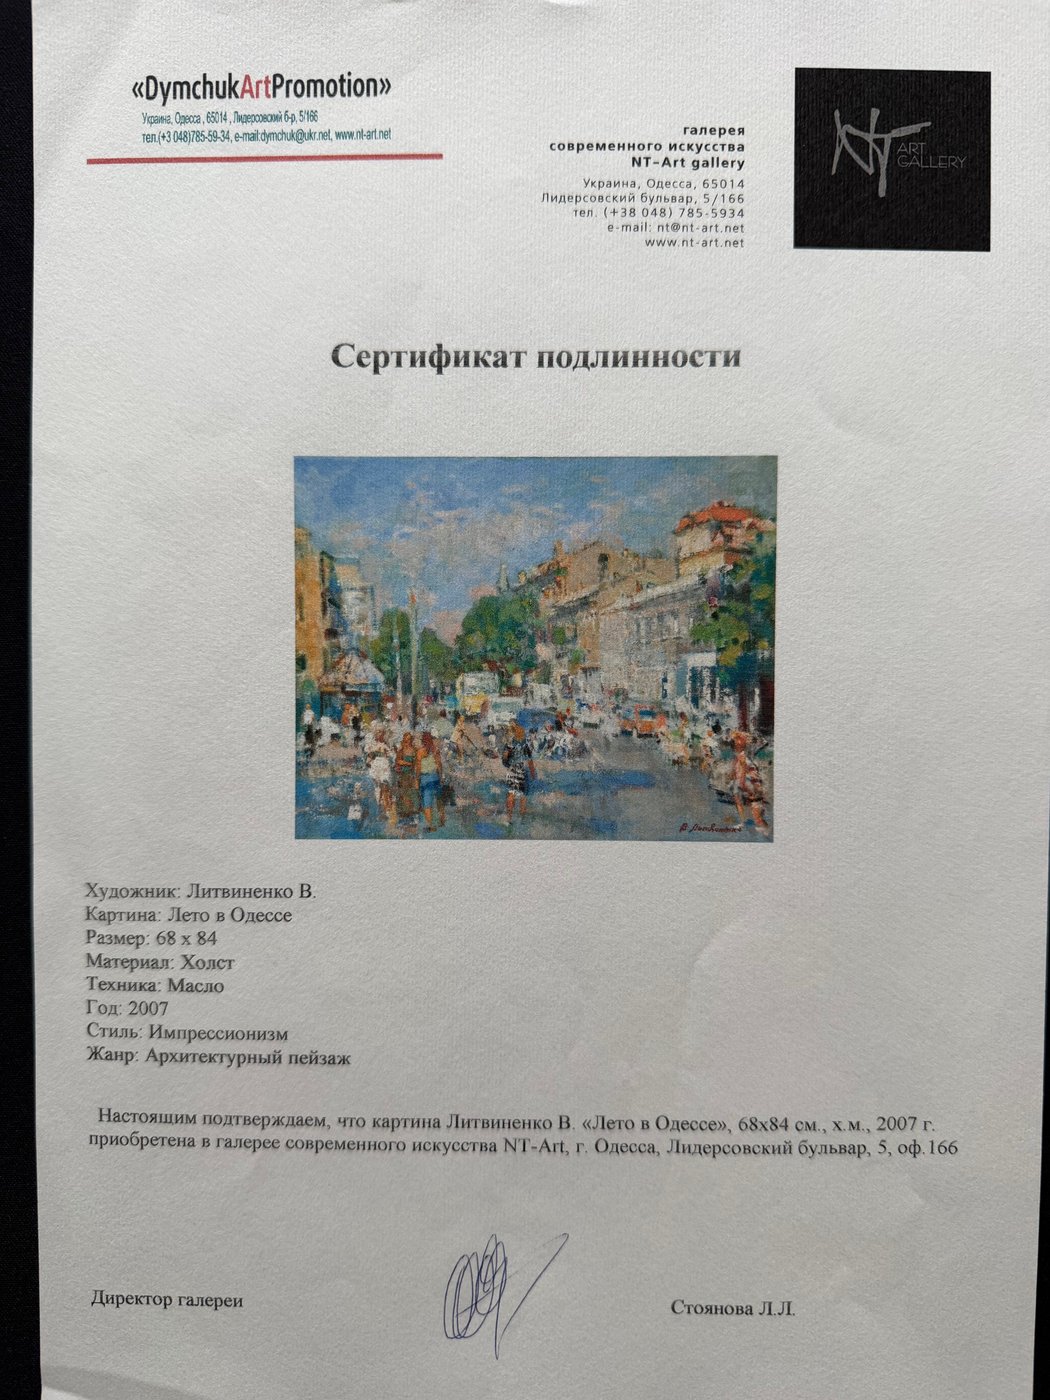 «DymchukArtPromotion»
Украина, Одесса , 65014 , Лидерсовский б-р, 5/166
тел.(+3 048)785-59-34, e-mail:dymchuk@ukr.net, www.nt-art.net
галерея
современного искусства
NT–Art gallery
Украина, Одесса, 65014
Лидерсовский бульвар, 5/166
тел. (+38 048) 785-5934
e-mail: nt@nt-art.net
www.nt-art.net
NT ART
GALLERY
Сертификат подлинности
Художник: Литвиненко В.
Картина: Лето в Одессе
Размер: 68 х 84
Материал: Холст
Техника: Масло
Год: 2007
Стиль: Импрессионизм
Жанр: Архитектурный пейзаж
Настоящим подтверждаем, что картина Литвиненко В. «Лето в Одессе», 68х84 см., х.м., 2007 г.
приобретена в галерее современного искусства NT-Art, г. Одесса, Лидерсовский бульвар, 5, оф.166
Директор галереи
Стоянова Л.Л.